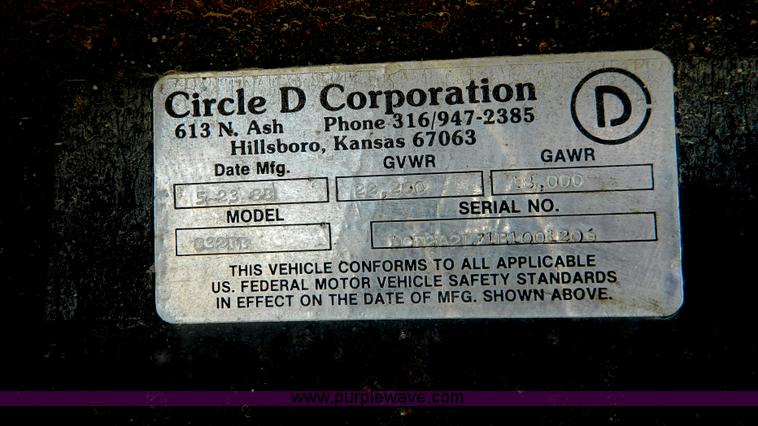 Circle D Corporation
D
613 N. Ash Phone 316/947-2385
Hillsboro, Kansas 67063
Date Mfg. GVWR GAWR
MODEL SERIAL NO.
THIS VEHICLE CONFORMS TO ALL APPLICABLE
US. FEDERAL MOTOR VEHICLE SAFETY STANDARDS
IN EFFECT ON THE DATE OF MFG. SHOWN ABOVE.
www.purplewave.com